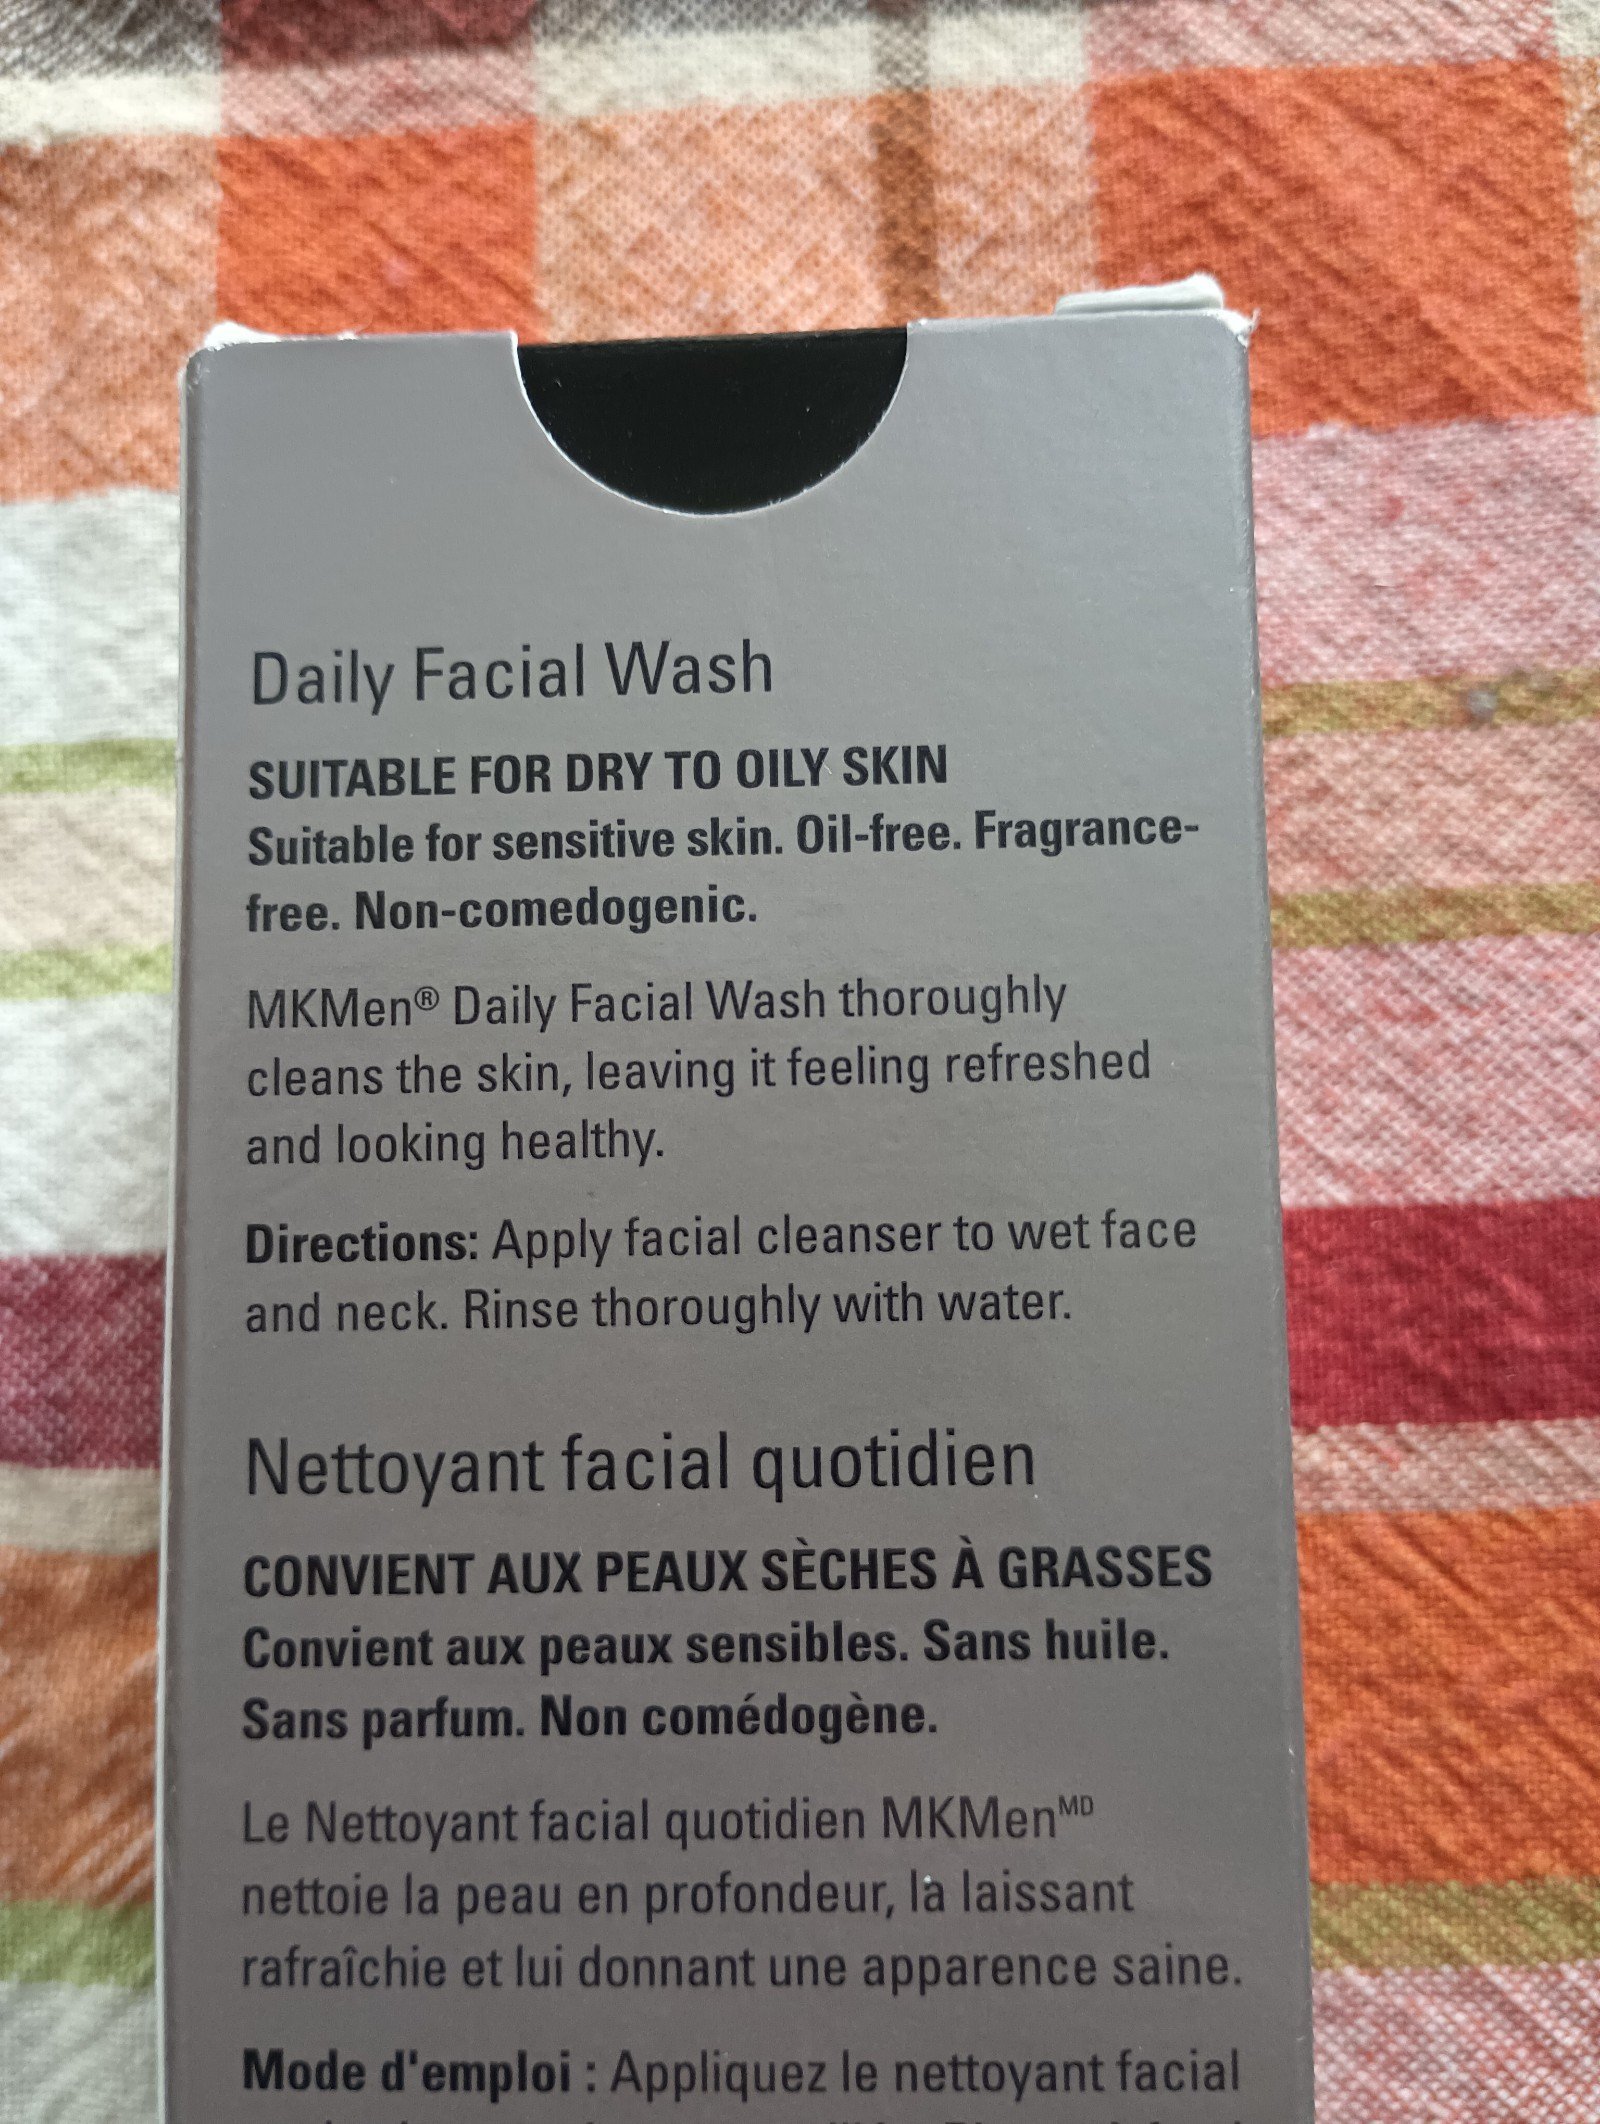 Daily Facial Wash
SUITABLE FOR DRY TO OILY SKIN
Suitable for sensitive skin. Oil-free. Fragrance-
free. Non-comedogenic.
MKMen® Daily Facial Wash thoroughly
cleans the skin, leaving it feeling refreshed
and looking healthy.
Directions: Apply facial cleanser to wet face
and neck. Rinse thoroughly with water.
Nettoyant facial quotidien
CONVIENT AUX PEAUX SÈCHES À GRASSES
Convient aux peaux sensibles. Sans huile.
Sans parfum. Non comédogène.
Le Nettoyant facial quotidien MKMenMD
nettoie la peau en profondeur, la laissant
rafraîchie et lui donnant une apparence saine.
Mode d'emploi : Appliquez le nettoyant facial